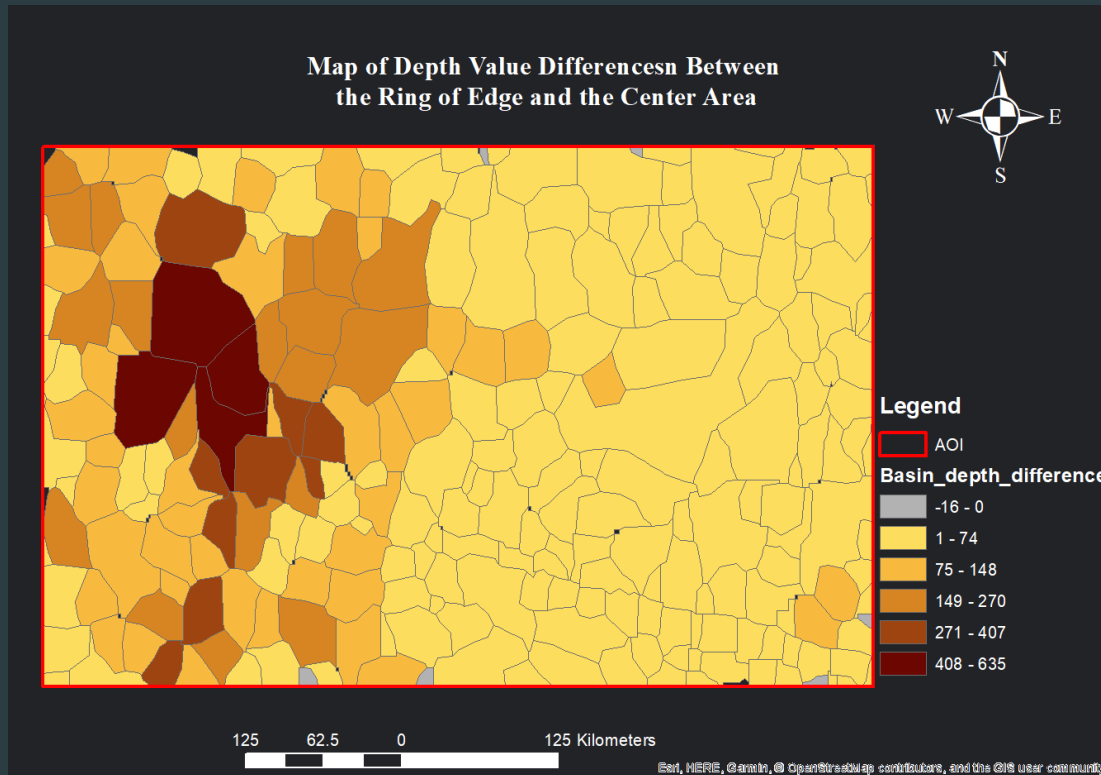 Map of Depth Value Differencesn Between
the Ring of Edge and the Center Area
N
W E
S
Legend
AOI
Basin_depth_difference
-16 - 0
1 - 74
75 - 148
149 - 270
271 - 407
408 - 635
125 62.5 0 125 Kilometers
Esri, HERE, Garmin, © OpenStreetMap contributors, and the GIS user communit